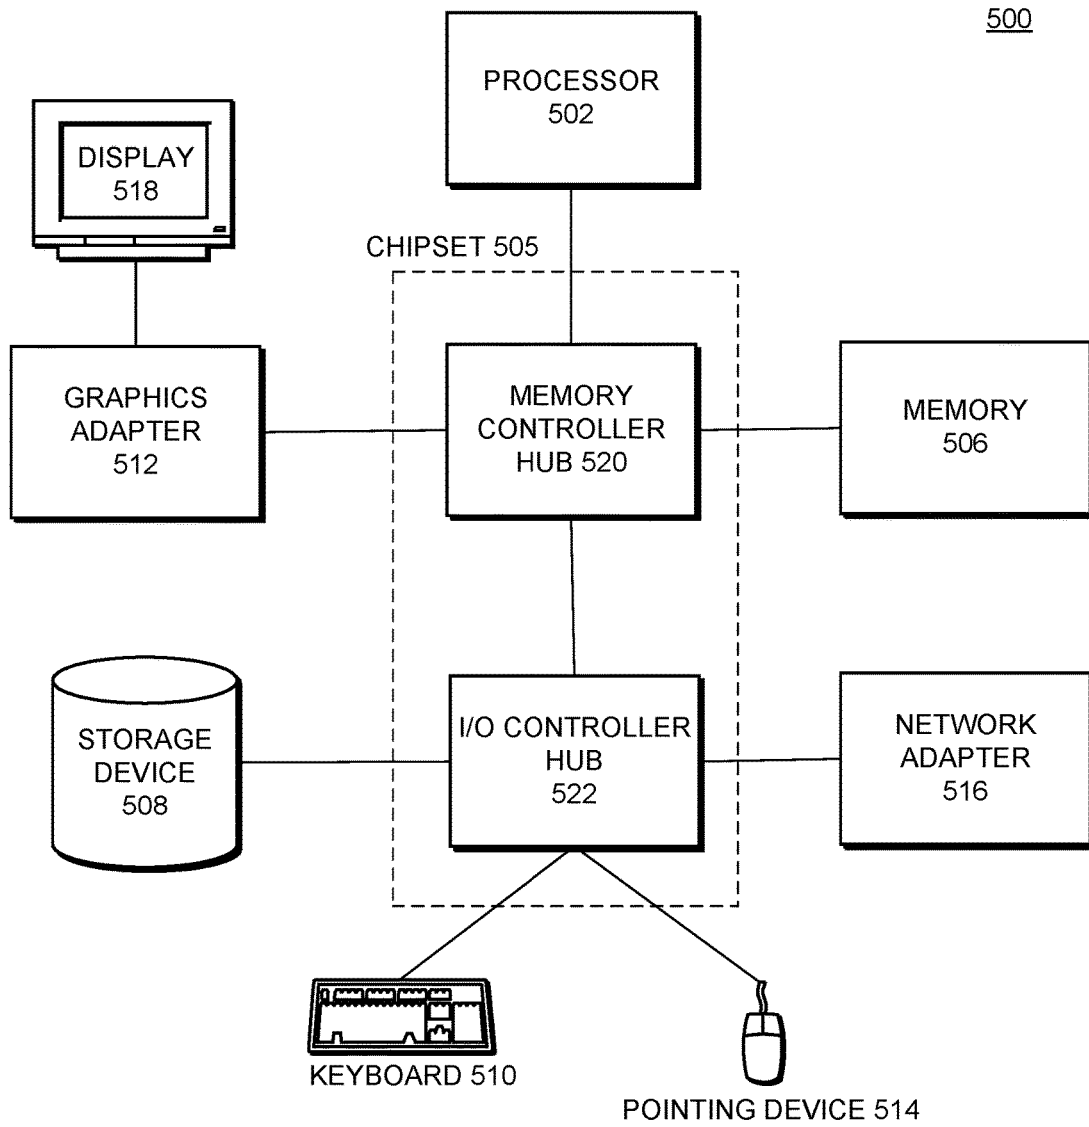 500
PROCESSOR
502
DISPLAY
518
CHIPSET 505
GRAPHICS
ADAPTER
512
MEMORY
CONTROLLER
HUB 520
MEMORY
506
STORAGE
DEVICE
508
I/O CONTROLLER
HUB
522
NETWORK
ADAPTER
516
KEYBOARD 510
POINTING DEVICE 514